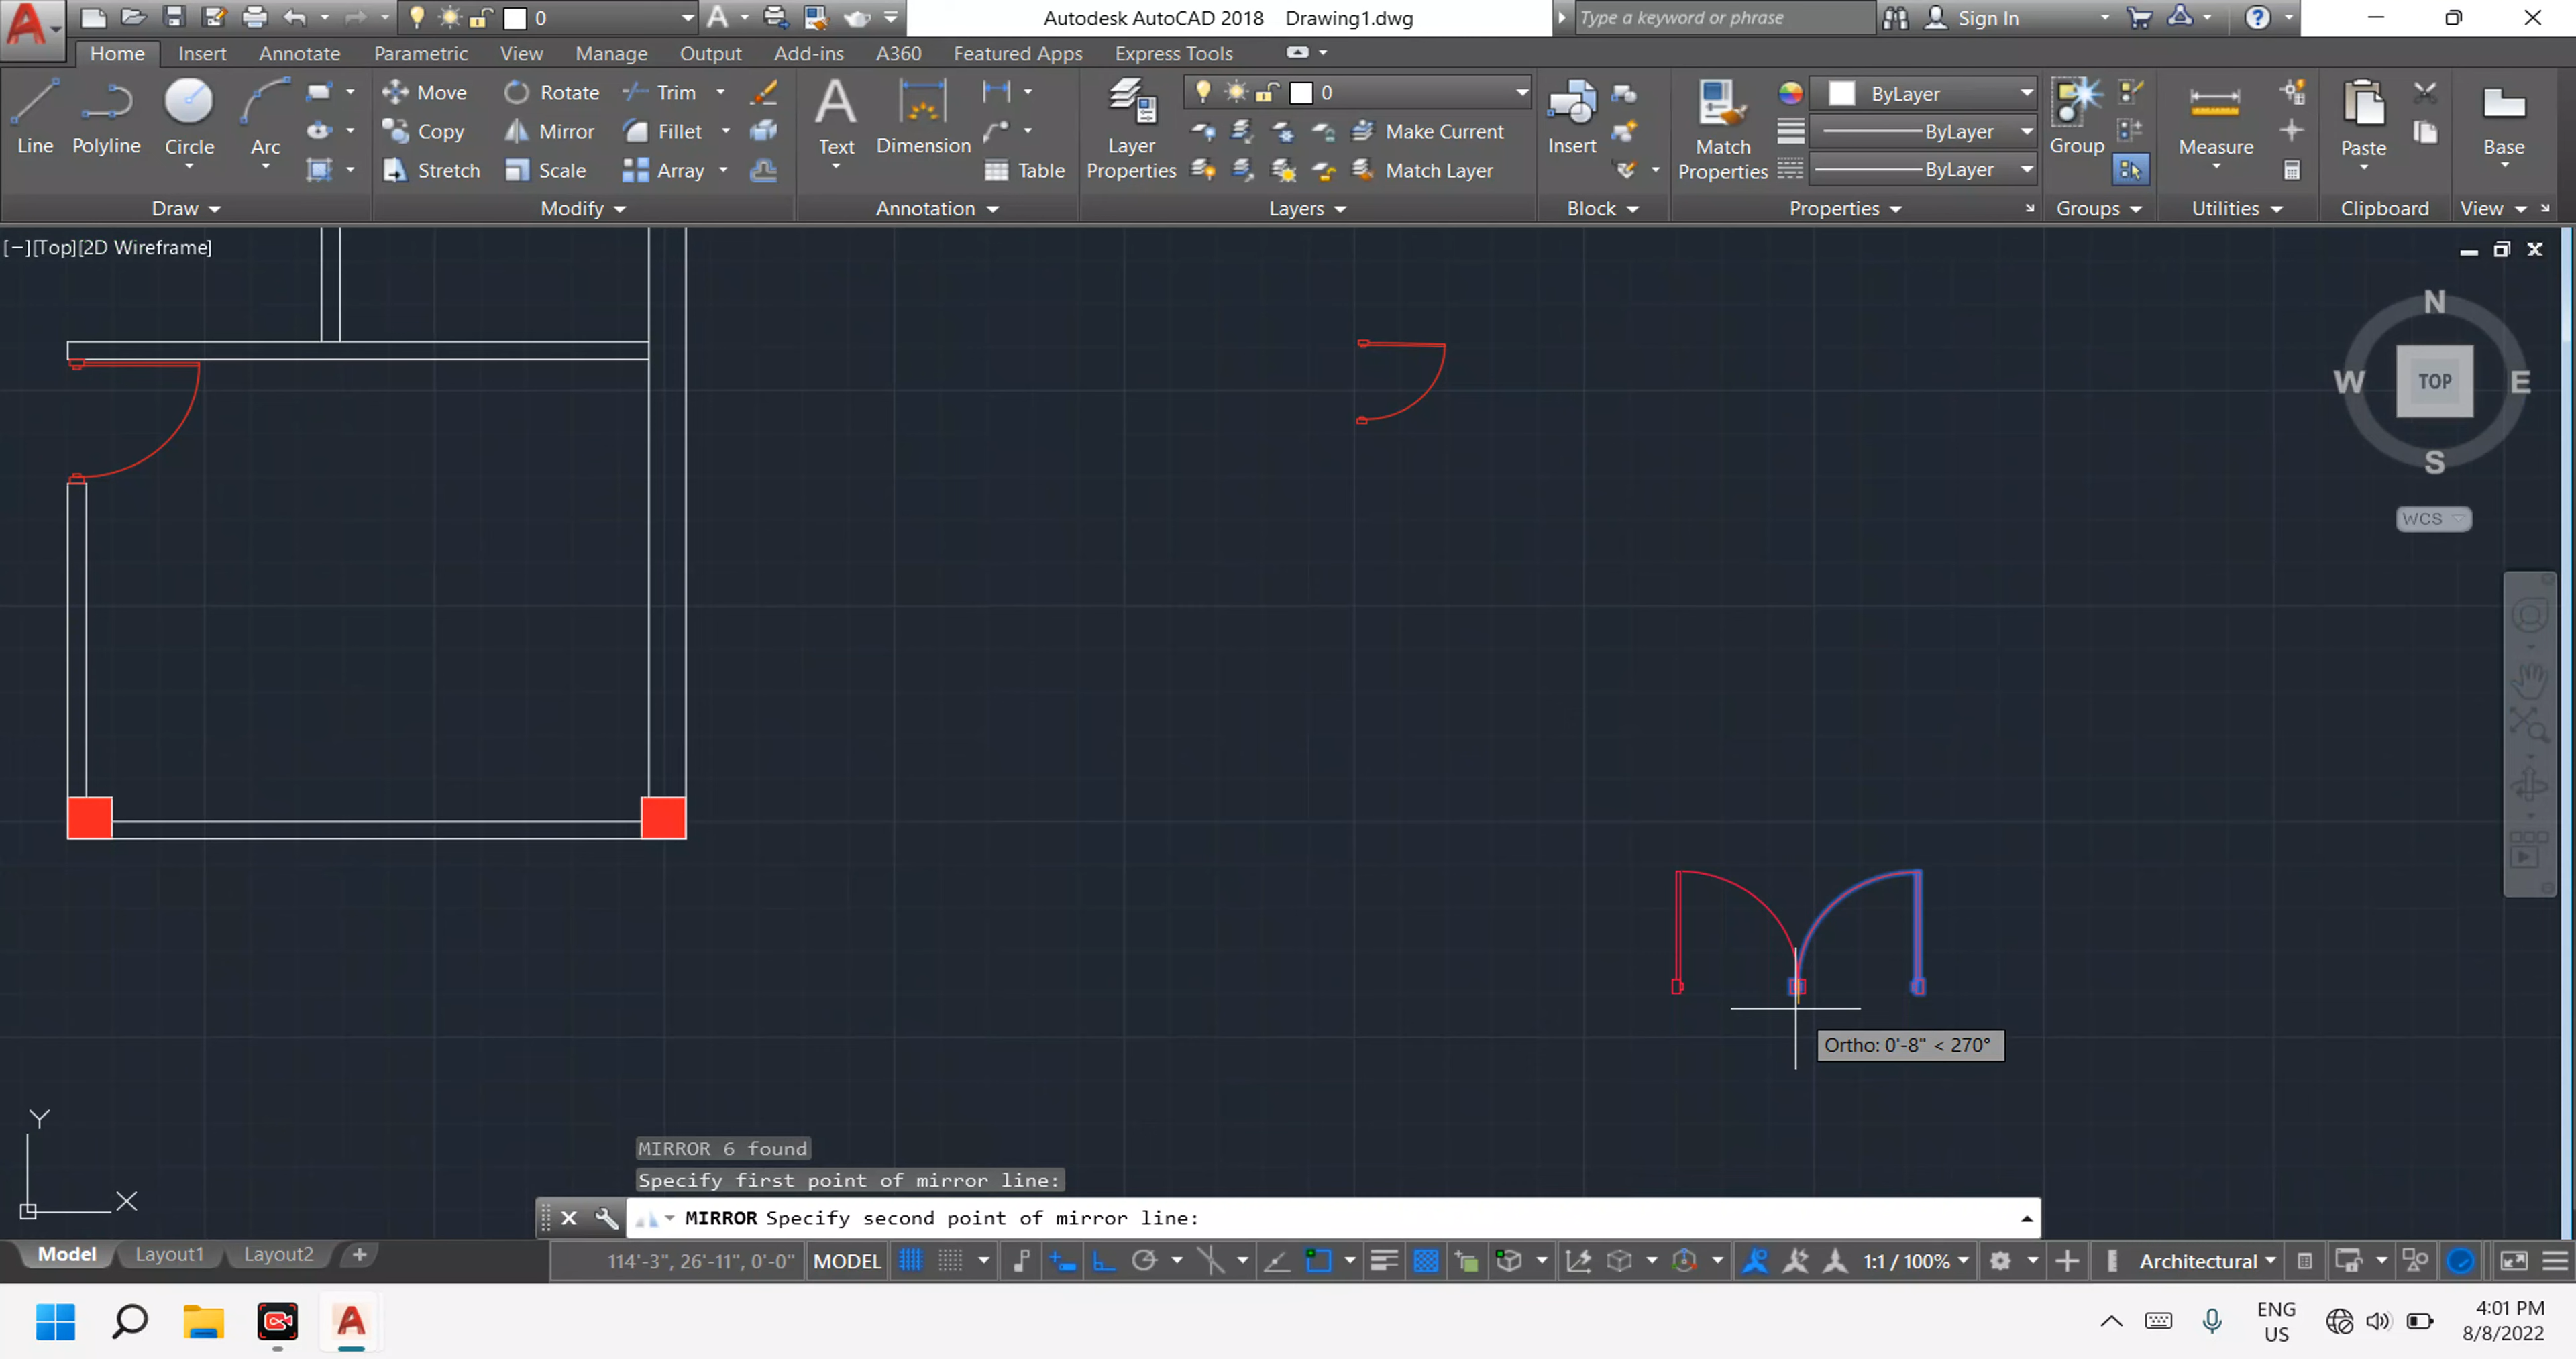 0
Autodesk AutoCAD 2018 Drawing1.dwg
Type a keyword or phrase
Sign In
Home Insert Annotate Parametric View Manage Output Add-ins A360 Featured Apps Express Tools
Line Polyline Circle Arc
Move Rotate Trim
Copy Mirror Fillet
Stretch Scale Array
Text Dimension
Table
Layer Properties
0
Make Current
Match Layer
Insert
Match Properties
ByLayer
ByLayer
ByLayer
Group
Measure
Paste
Base
Draw Modify Annotation Layers Block Properties Groups Utilities Clipboard View
[−][Top][2D Wireframe]
N
W TOP E
S
WCS
Ortho: 0'-8" < 270°
Y
X
MIRROR 6 found
Specify first point of mirror line:
MIRROR Specify second point of mirror line:
Model Layout1 Layout2 +
114'-3", 26'-11", 0'-0" MODEL
1:1 / 100%
Architectural
ENG
US
4:01 PM
8/8/2022